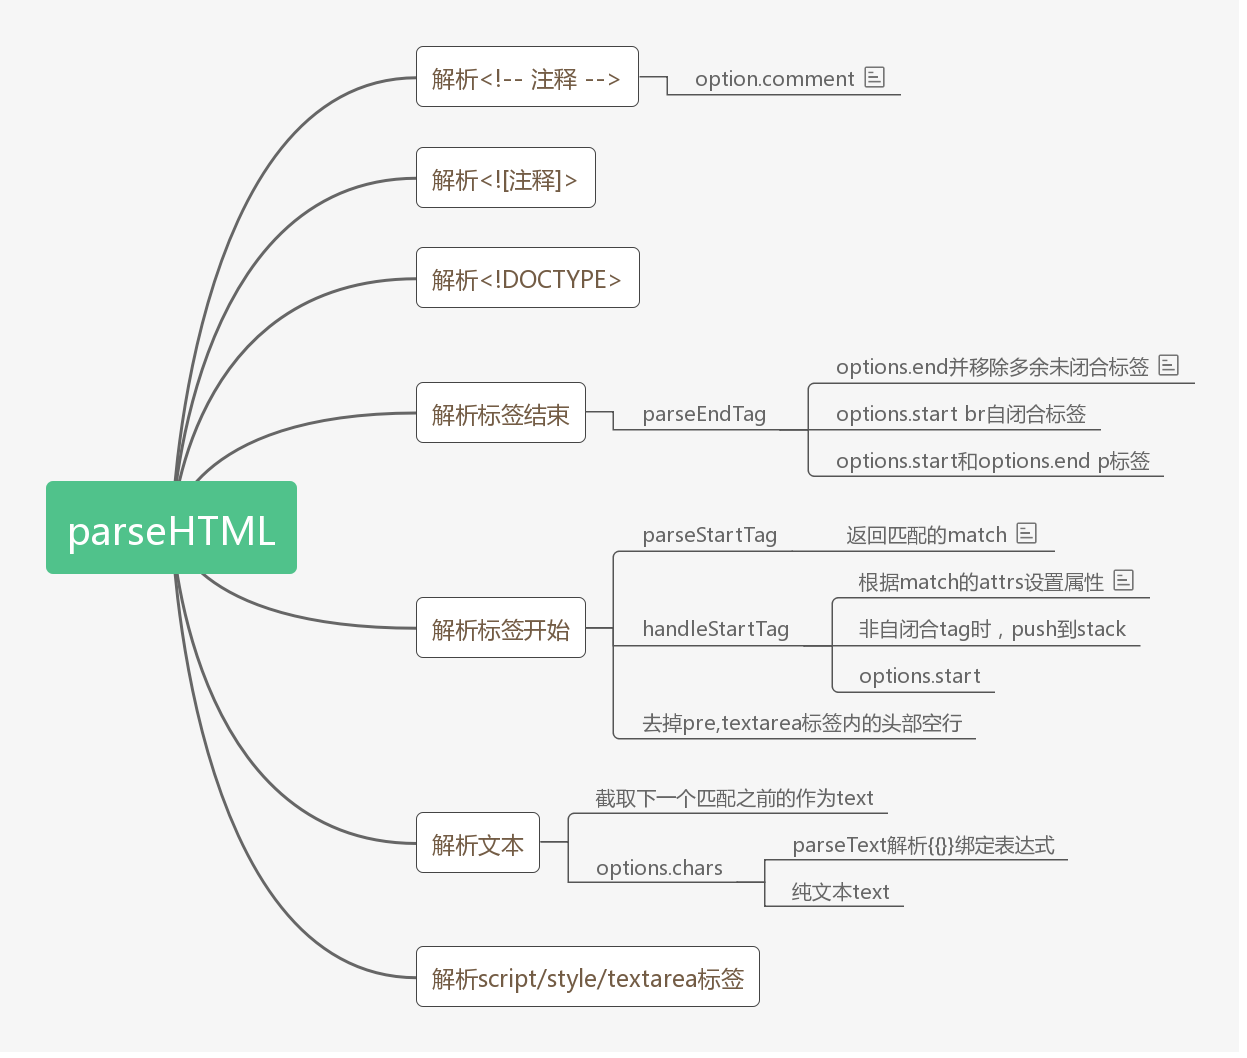 parseHTML
解析<!-- 注释 -->
option.comment
解析<![注释]>
解析<!DOCTYPE>
解析标签结束
parseEndTag
options.end并移除多余未闭合标签
options.start br自闭合标签
options.start和options.end p标签
解析标签开始
parseStartTag
返回匹配的match
handleStartTag
根据match的attrs设置属性
非自闭合tag时，push到stack
options.start
去掉pre,textarea标签内的头部空行
解析文本
截取下一个匹配之前的作为text
options.chars
parseText解析{{}}绑定表达式
纯文本text
解析script/style/textarea标签